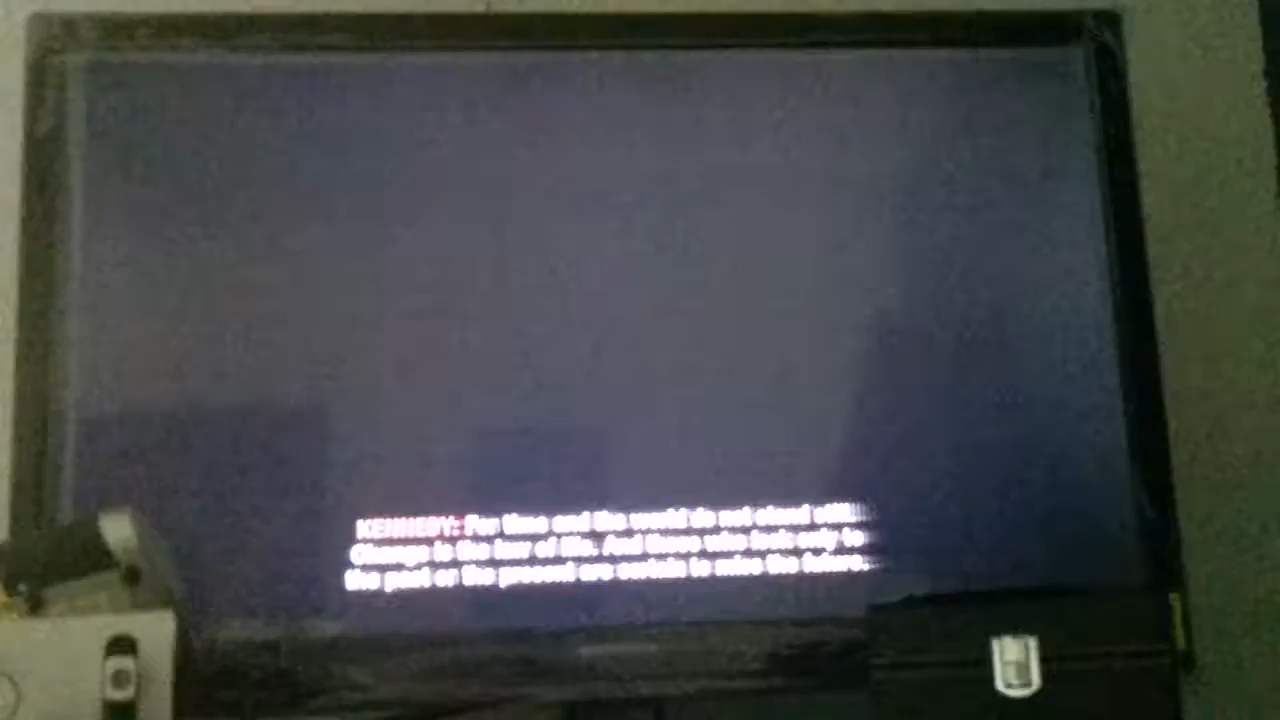 KENNEDY: For time and the world do not stand still.
Change is the law of life. And those who look only to
the past or the present are certain to miss the future.